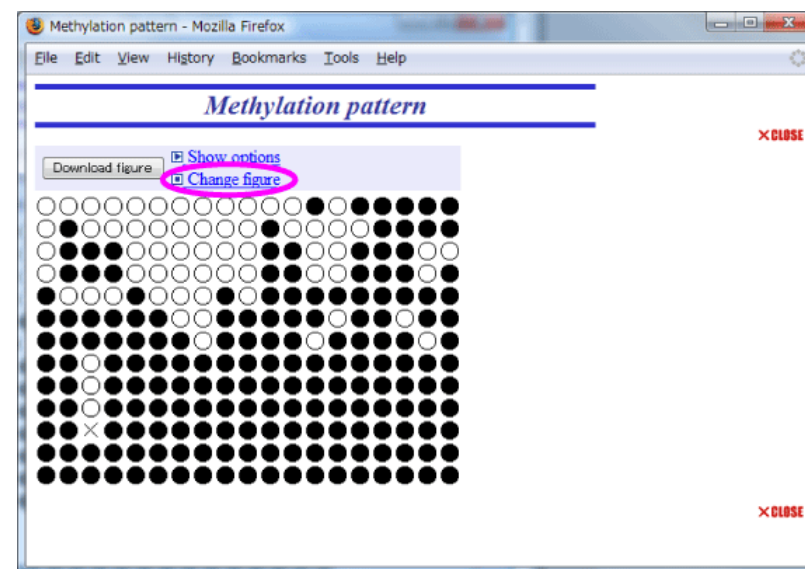 Methylation pattern - Mozilla Firefox
File Edit View History Bookmarks Tools Help
Methylation pattern
×CLOSE
Download figure
Show options
Change figure
×CLOSE